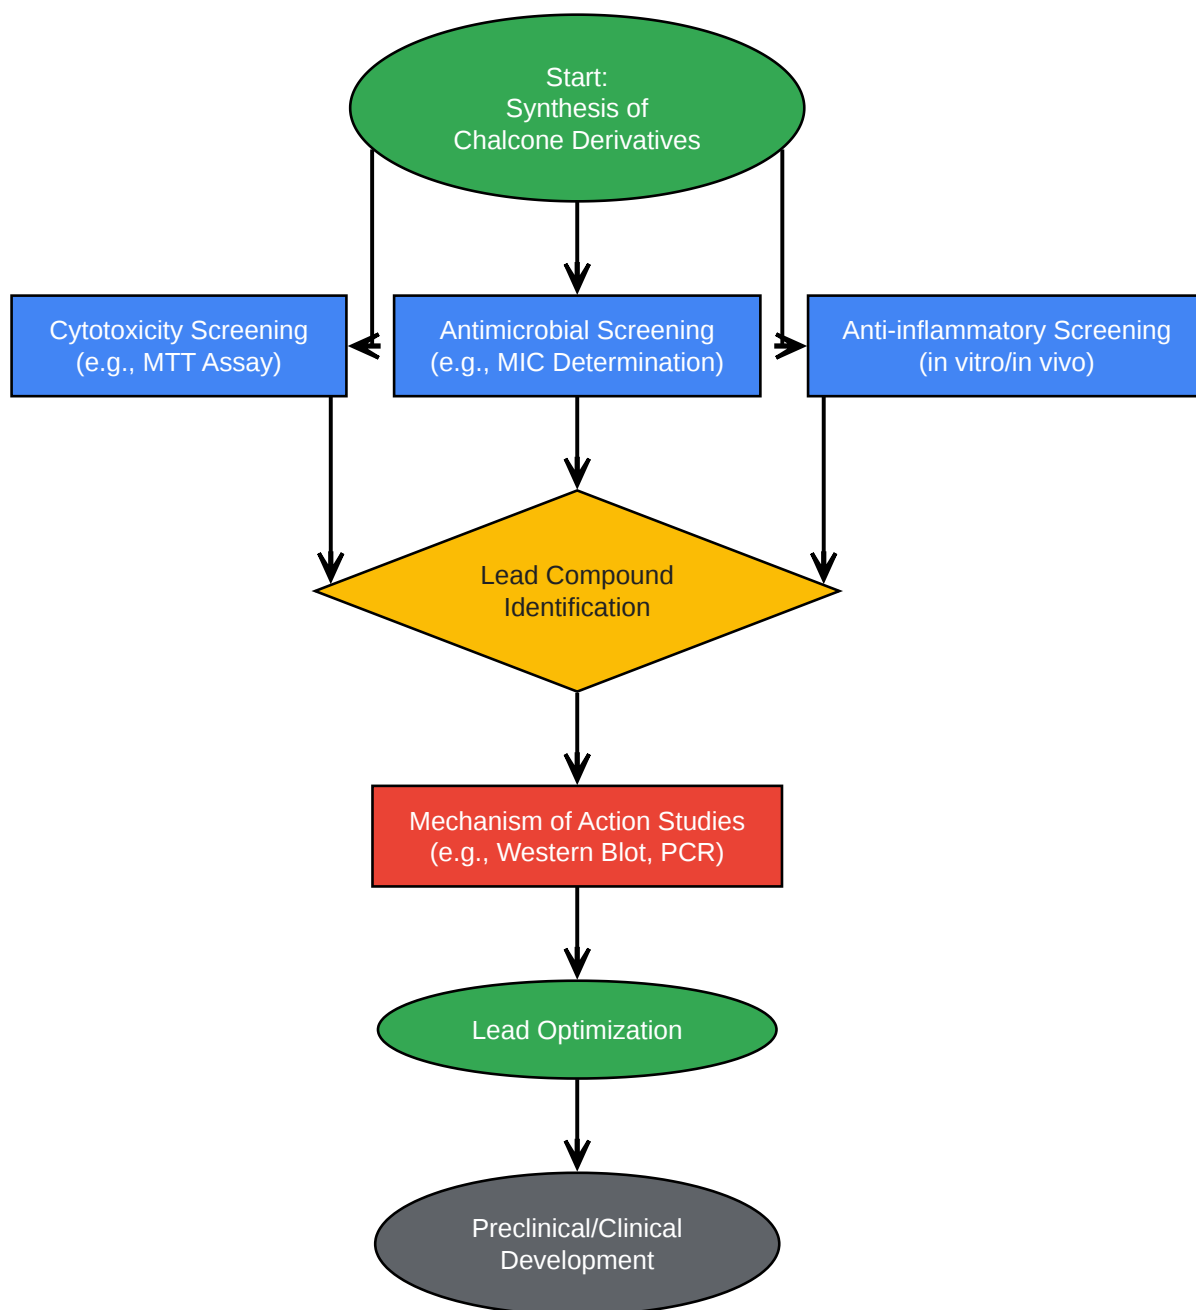 Start:
Synthesis of
Chalcone Derivatives
Cytotoxicity Screening
(e.g., MTT Assay)
Antimicrobial Screening
(e.g., MIC Determination)
Anti-inflammatory Screening
(in vitro/in vivo)
Lead Compound
Identification
Mechanism of Action Studies
(e.g., Western Blot, PCR)
Lead Optimization
Preclinical/Clinical
Development